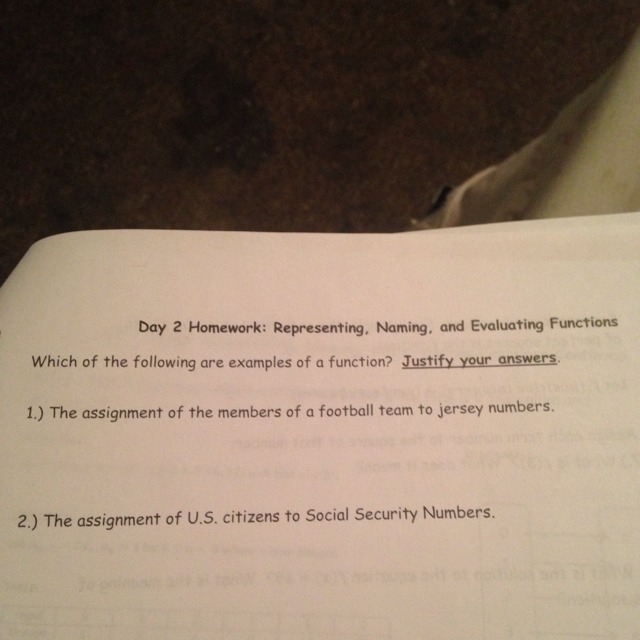 Day 2 Homework: Representing, Naming, and Evaluating Functions
Which of the following are examples of a function? Justify your answers.
1.) The assignment of the members of a football team to jersey numbers.
2.) The assignment of U.S. citizens to Social Security Numbers.